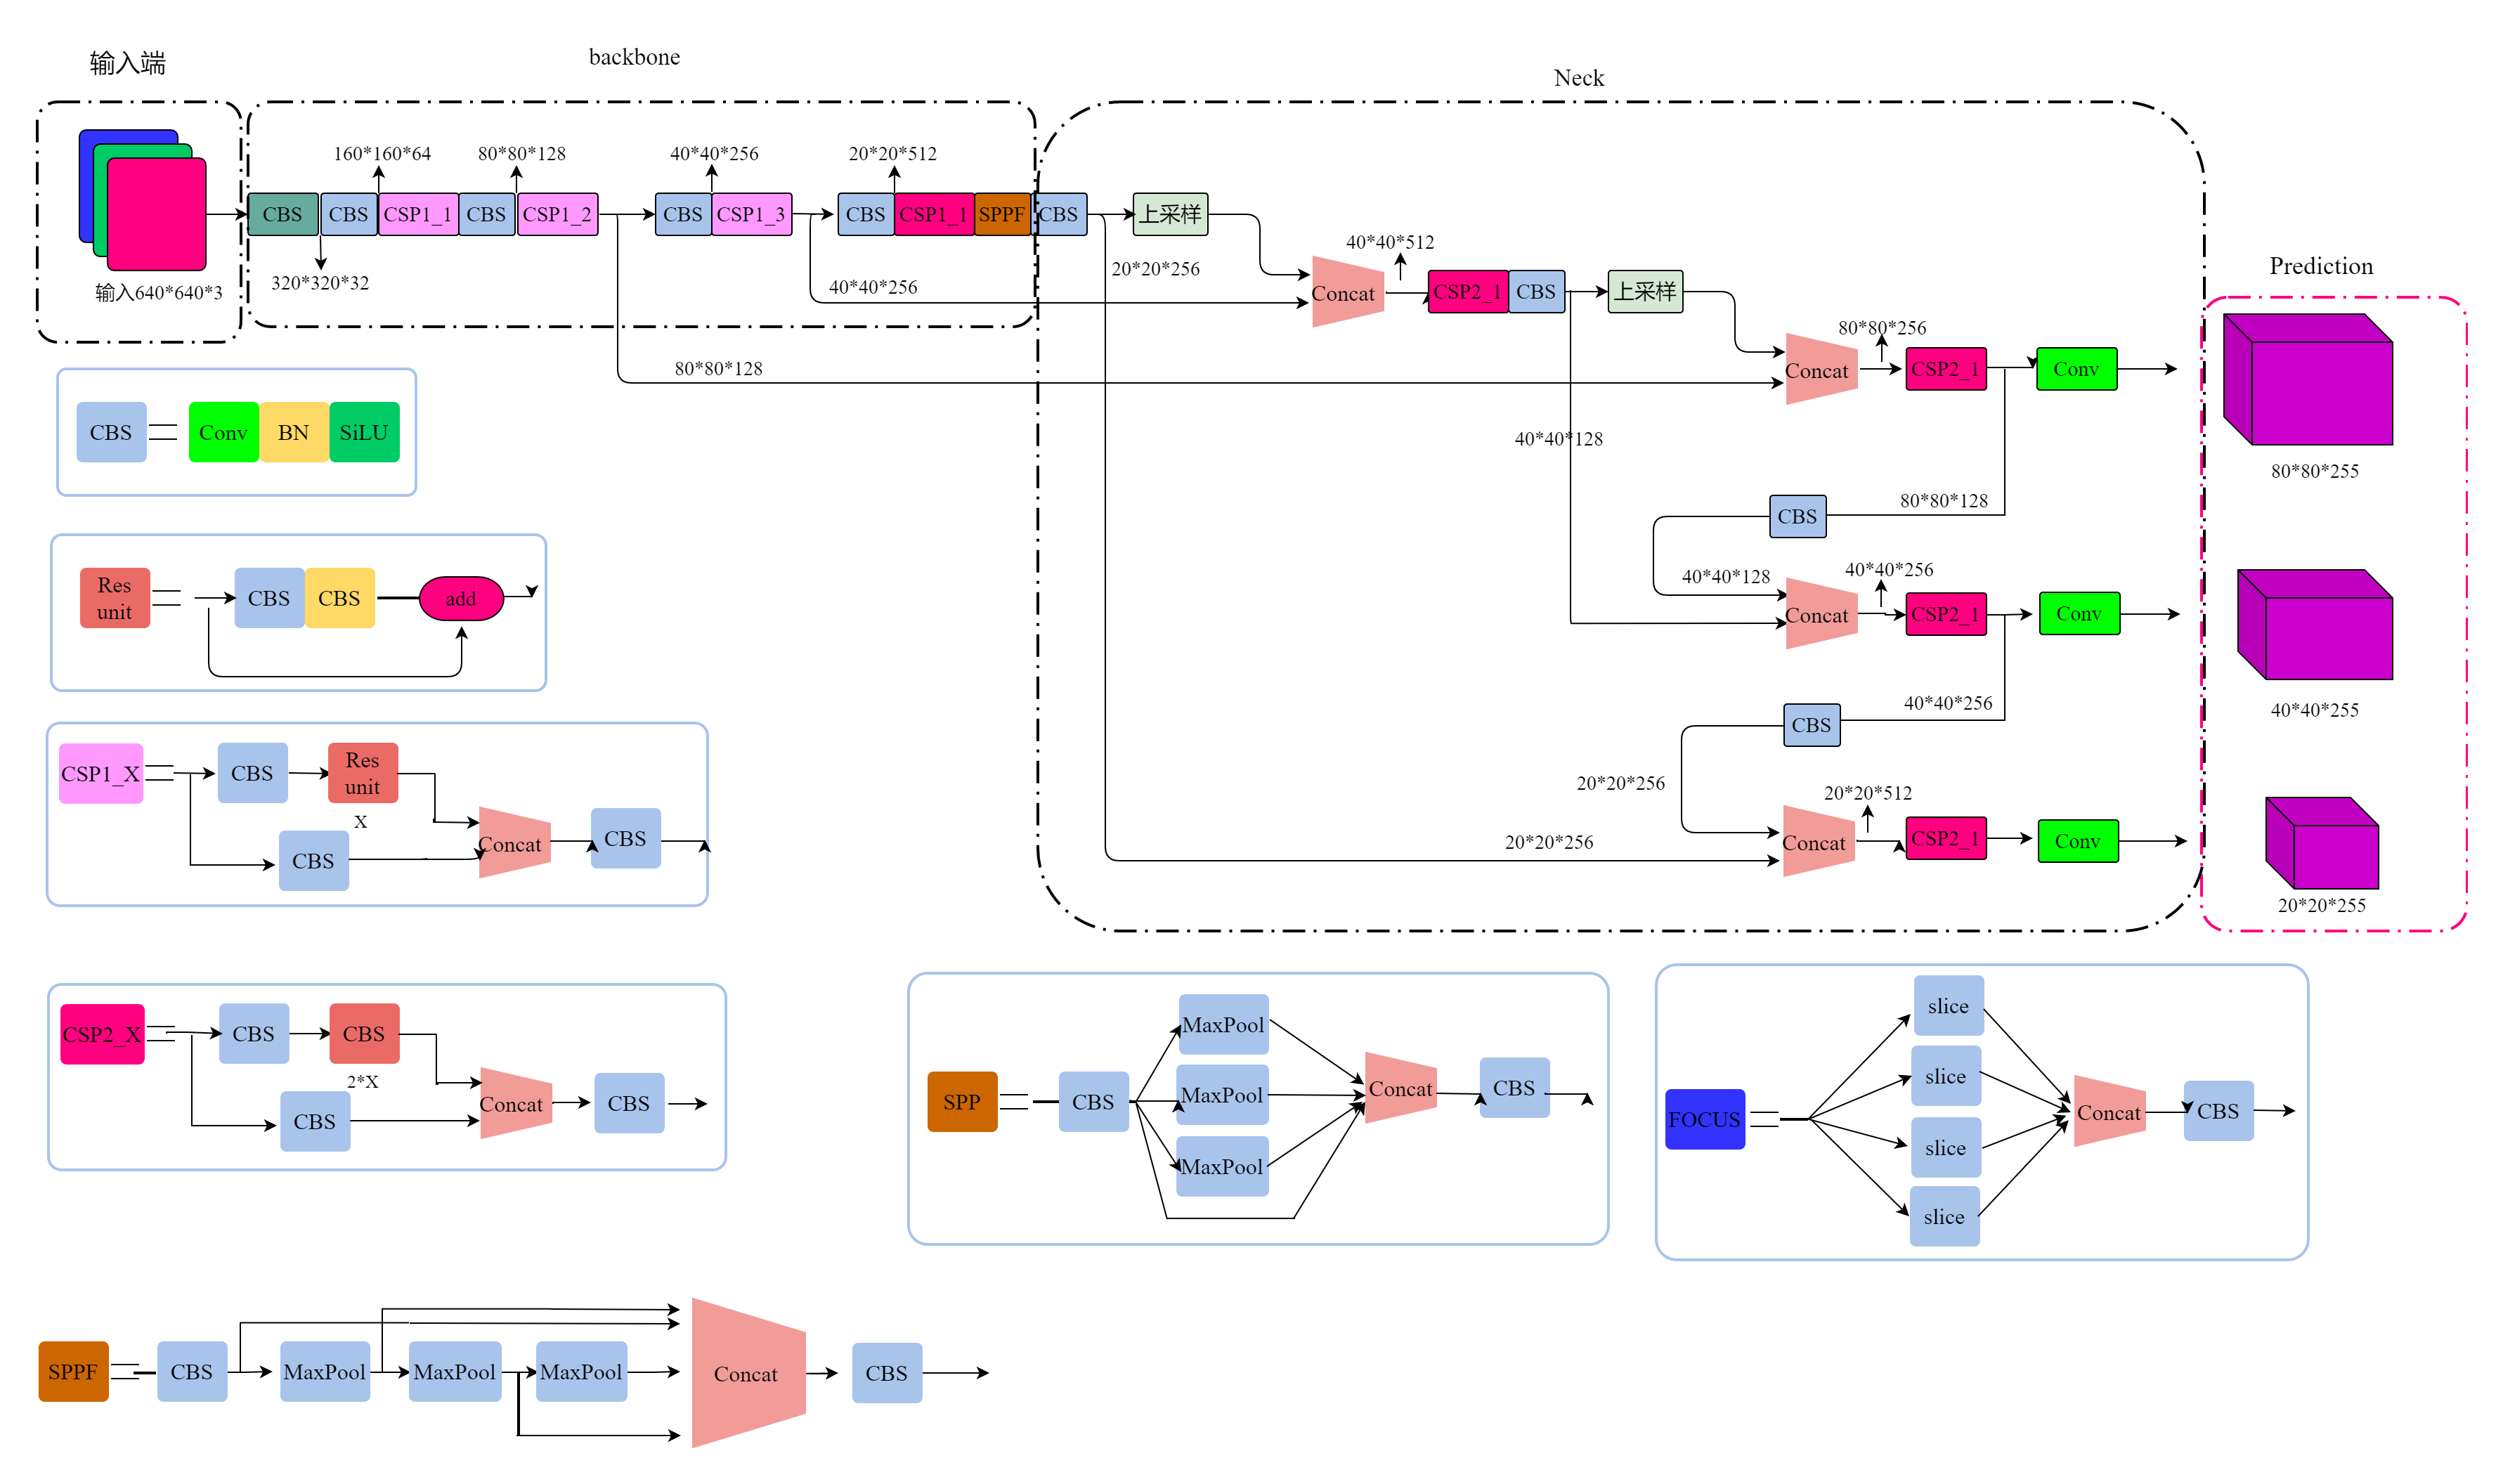 输入端
backbone
Neck
160*160*64
80*80*128
40*40*256
20*20*512
CBS
CBS
CSP1_1
CBS
CSP1_2
CBS
CSP1_3
CBS
CSP1_1
SPPF
CBS
上采样
输入640*640*3
320*320*32
40*40*256
20*20*256
80*80*128
40*40*512
Concat
CSP2_1
CBS
上采样
80*80*256
Concat
CSP2_1
Conv
Prediction
80*80*255
40*40*128
80*80*128
CBS
40*40*128
40*40*256
Concat
CSP2_1
Conv
40*40*255
40*40*256
CBS
20*20*256
20*20*512
20*20*256
Concat
CSP2_1
Conv
20*20*255
CBS
Conv
BN
SiLU
Res
unit
CBS
CBS
add
CSP1_X
CBS
Res
unit
X
CBS
Concat
CBS
CSP2_X
CBS
CBS
2*X
CBS
Concat
CBS
SPP
CBS
MaxPool
MaxPool
MaxPool
Concat
CBS
FOCUS
slice
slice
slice
slice
Concat
CBS
SPPF
CBS
MaxPool
MaxPool
MaxPool
Concat
CBS